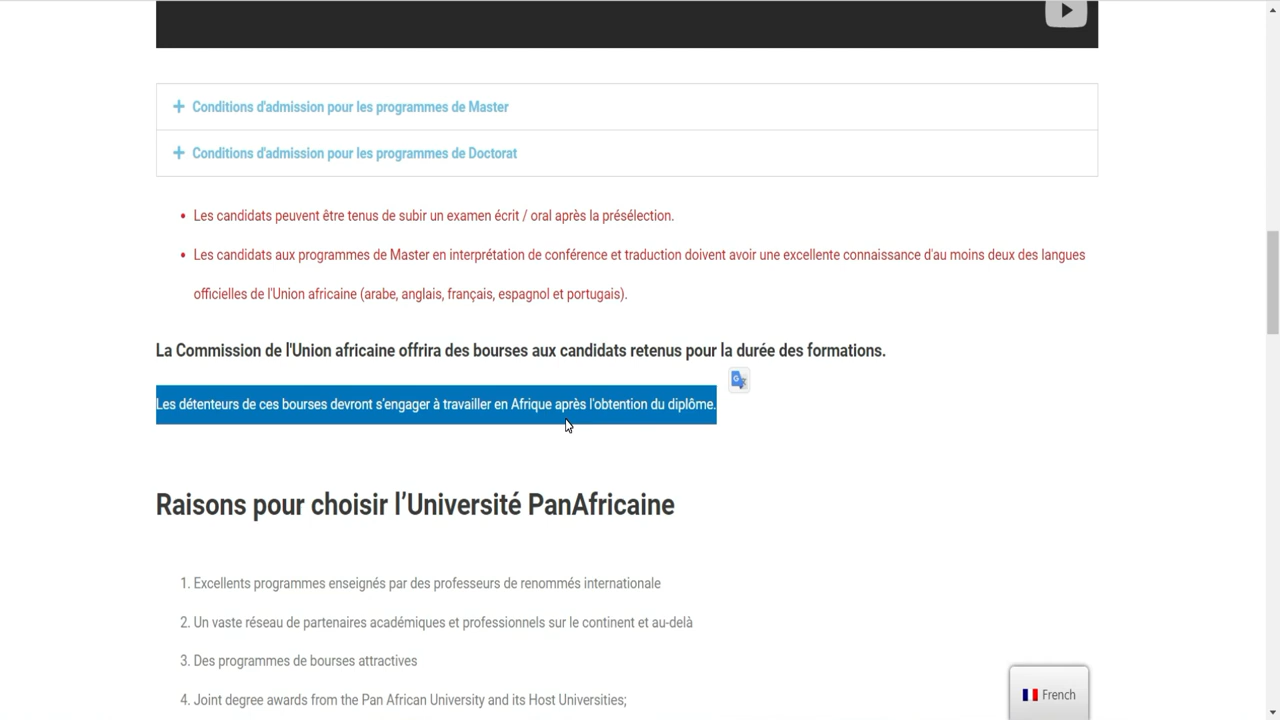 + Conditions d'admission pour les programmes de Master
+ Conditions d'admission pour les programmes de Doctorat
• Les candidats peuvent être tenus de subir un examen écrit / oral après la présélection.
• Les candidats aux programmes de Master en interprétation de conférence et traduction doivent avoir une excellente connaissance d'au moins deux des langues
officielles de l'Union africaine (arabe, anglais, français, espagnol et portugais).
La Commission de l'Union africaine offrira des bourses aux candidats retenus pour la durée des formations.
Les détenteurs de ces bourses devront s’engager à travailler en Afrique après l'obtention du diplôme.
Raisons pour choisir l’Université PanAfricaine
1. Excellents programmes enseignés par des professeurs de renommés internationale
2. Un vaste réseau de partenaires académiques et professionnels sur le continent et au-delà
3. Des programmes de bourses attractives
4. Joint degree awards from the Pan African University and its Host Universities;
French